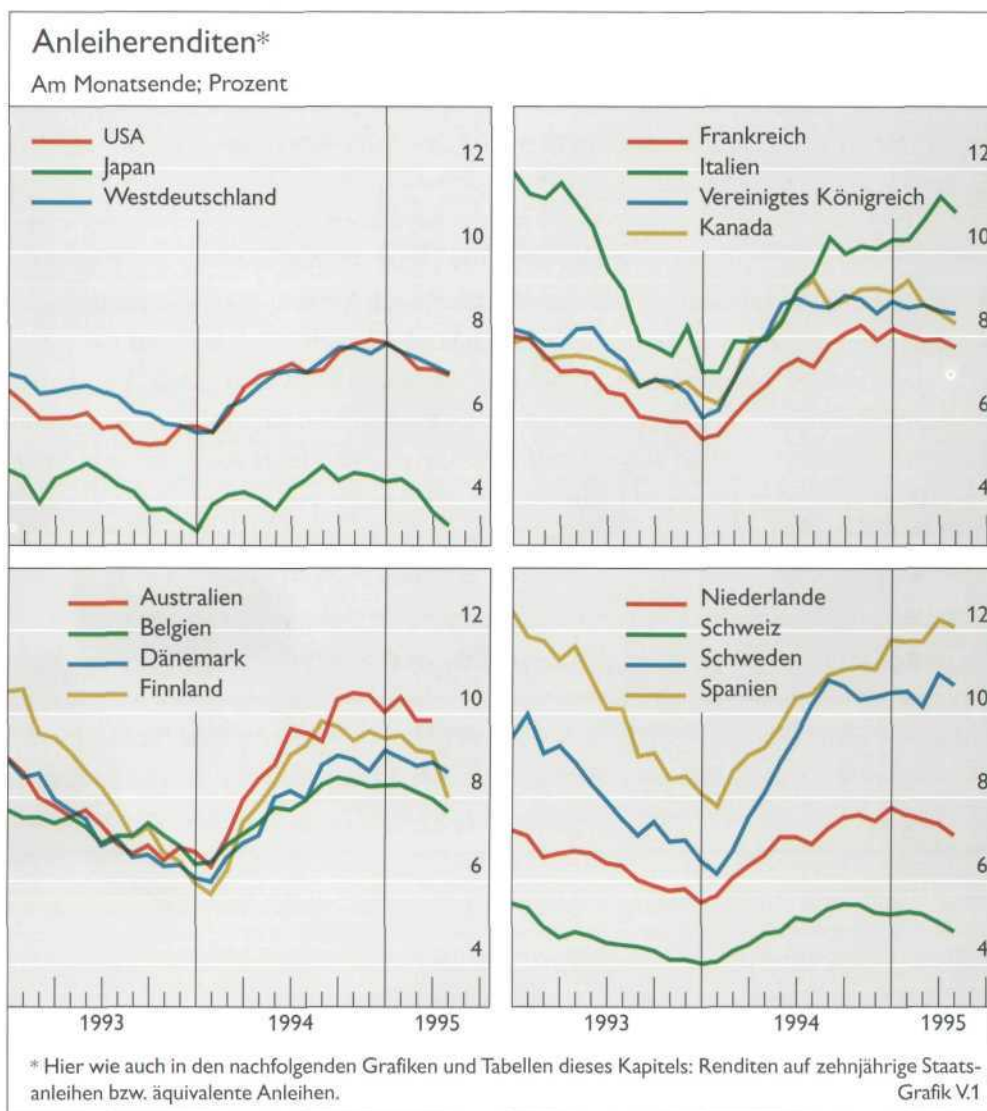 Anleiherenditen*
Am Monatsende; Prozent
USA
Japan
Westdeutschland
12
10
8
6
4
Frankreich
Italien
Vereinigtes Königreich
Kanada
12
10
8
6
4
Australien
Belgien
Dänemark
Finnland
12
10
8
6
4
1993
1994
1995
Niederlande
Schweiz
Schweden
Spanien
12
10
8
6
4
1993
1994
1995
* Hier wie auch in den nachfolgenden Grafiken und Tabellen dieses Kapitels: Renditen auf zehnjährige Staats-
anleihen bzw. äquivalente Anleihen.
Grafik V.1